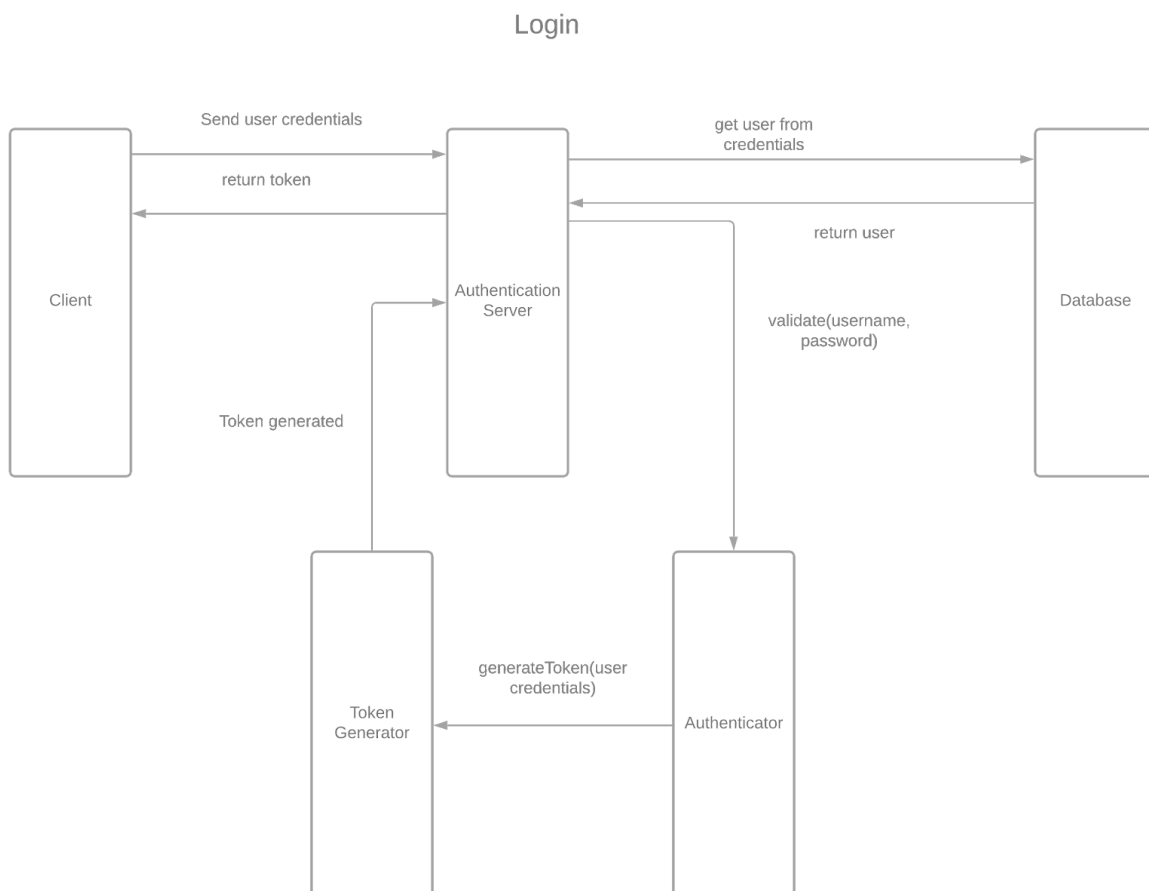 Login
Send user credentials
get user from
credentials
return token
return user
Client
Authentication
Server
Database
validate(username,
password)
Token generated
generateToken(user
credentials)
Token
Generator
Authenticator